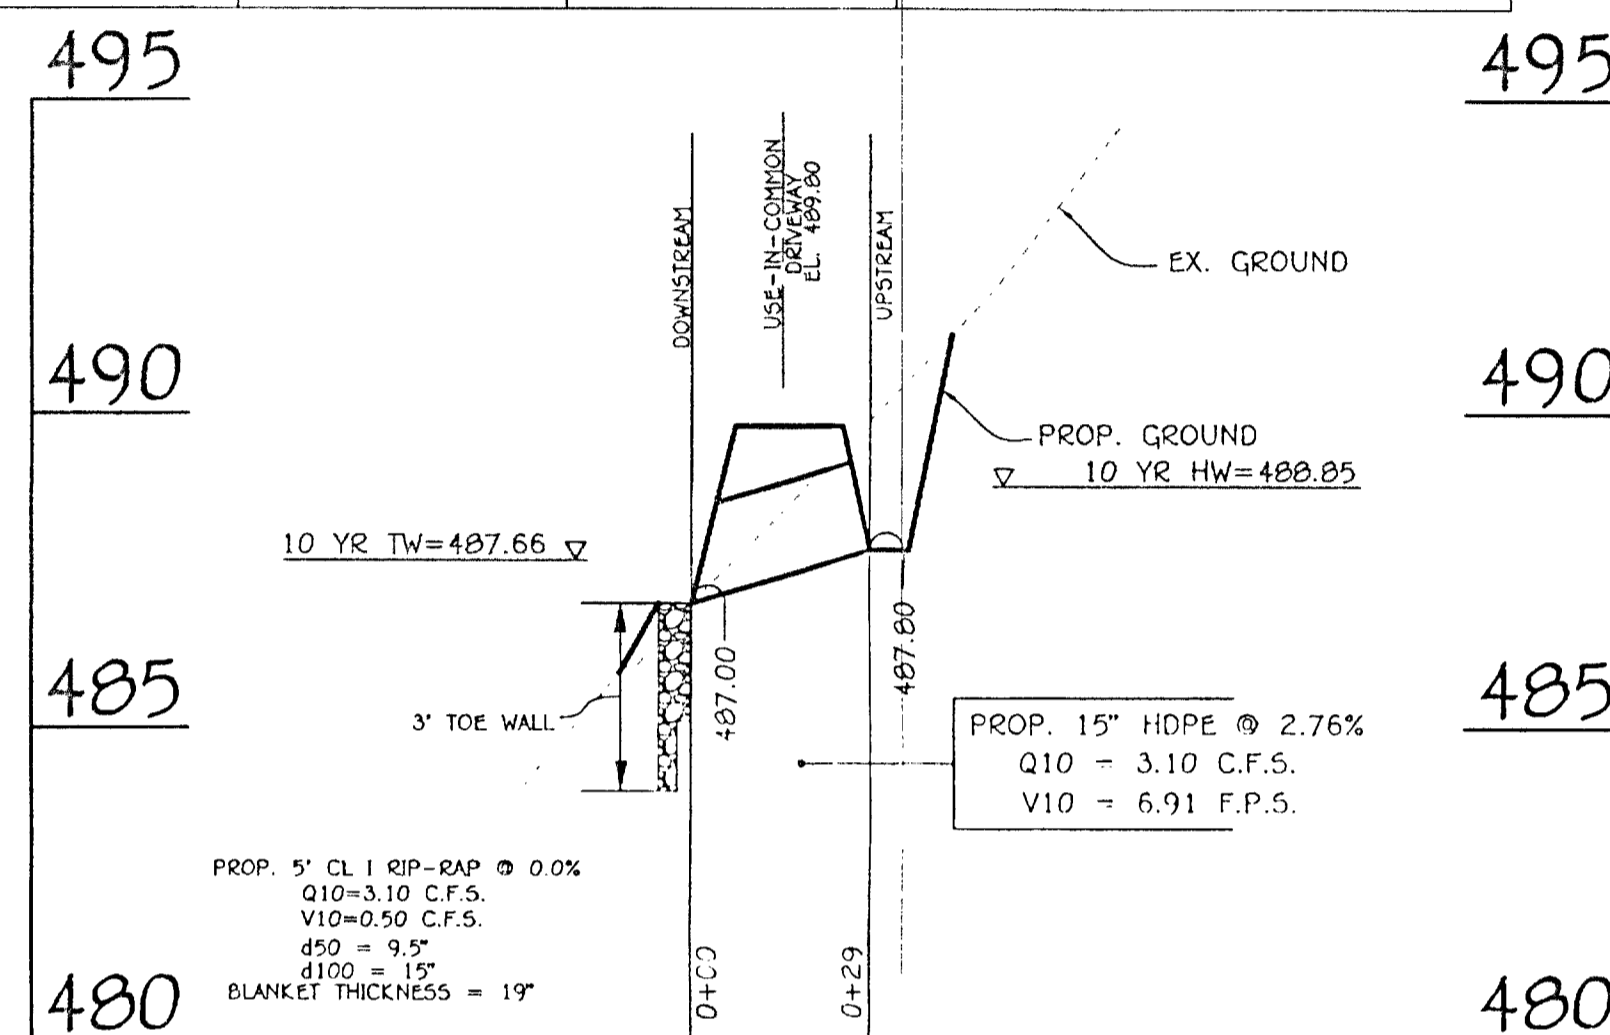 495
495
USE-IN-COMMON
DRIVEWAY
EL. 489.80
DOWNSTREAM
UPSTREAM
EX. GROUND
490
490
PROP. GROUND
10 YR HW=488.85
10 YR TW=487.66
487.00
487.80
485
485
3' TOE WALL
PROP. 15" HDPE @ 2.76%
Q10 = 3.10 C.F.S.
V10 = 6.91 F.P.S.
PROP. 5' CL I RIP-RAP @ 0.0%
Q10=3.10 C.F.S.
V10=0.50 C.F.S.
d50 = 9.5"
d100 = 15"
BLANKET THICKNESS = 19"
0+00
0+29
480
480